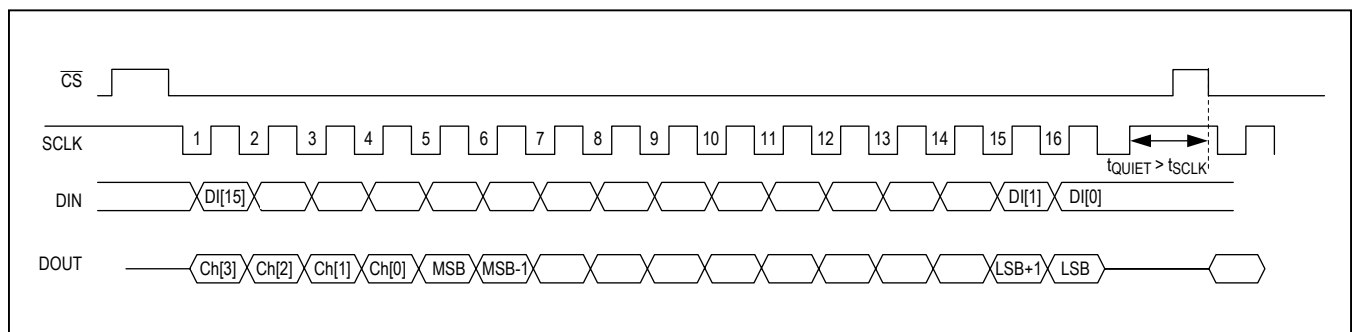 CS
SCLK 1 2 3 4 5 6 7 8 9 10 11 12 13 14 15 16
tQUIET > tSCLK
DIN DI[15] DI[1] DI[0]
DOUT Ch[3] Ch[2] Ch[1] Ch[0] MSB MSB-1 LSB+1 LSB